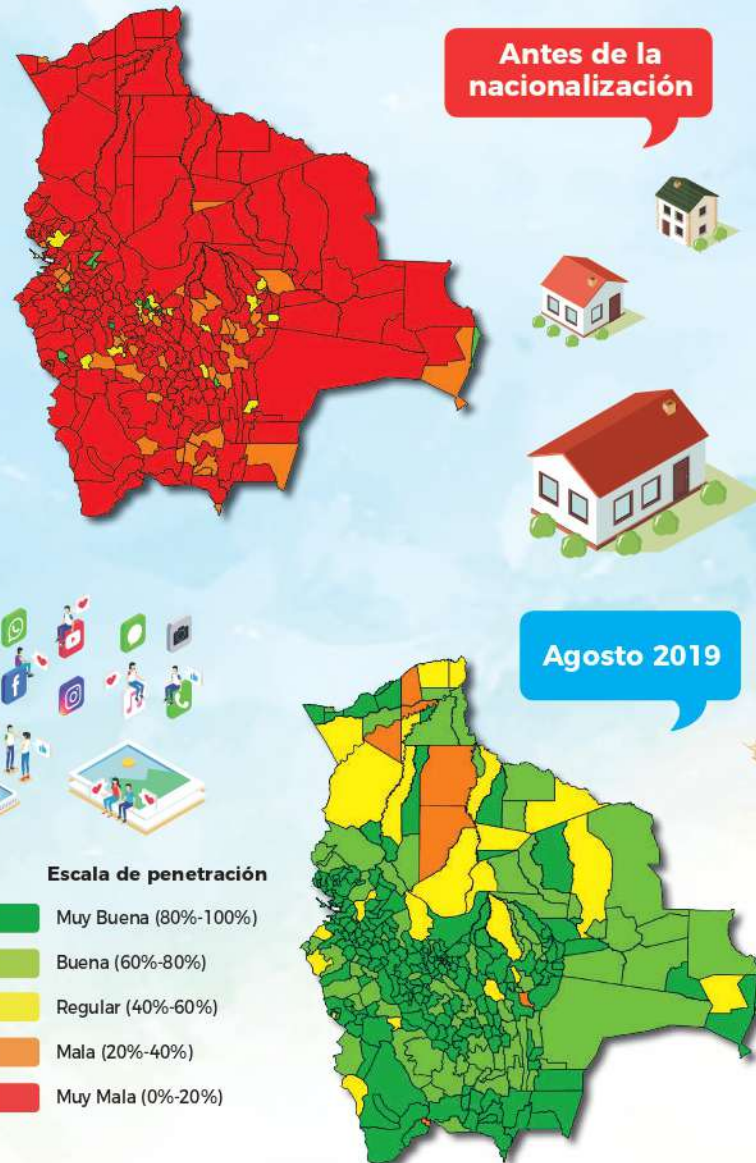 Antes de la
nacionalización
Agosto 2019
Escala de penetración
Muy Buena (80%-100%)
Buena (60%-80%)
Regular (40%-60%)
Mala (20%-40%)
Muy Mala (0%-20%)